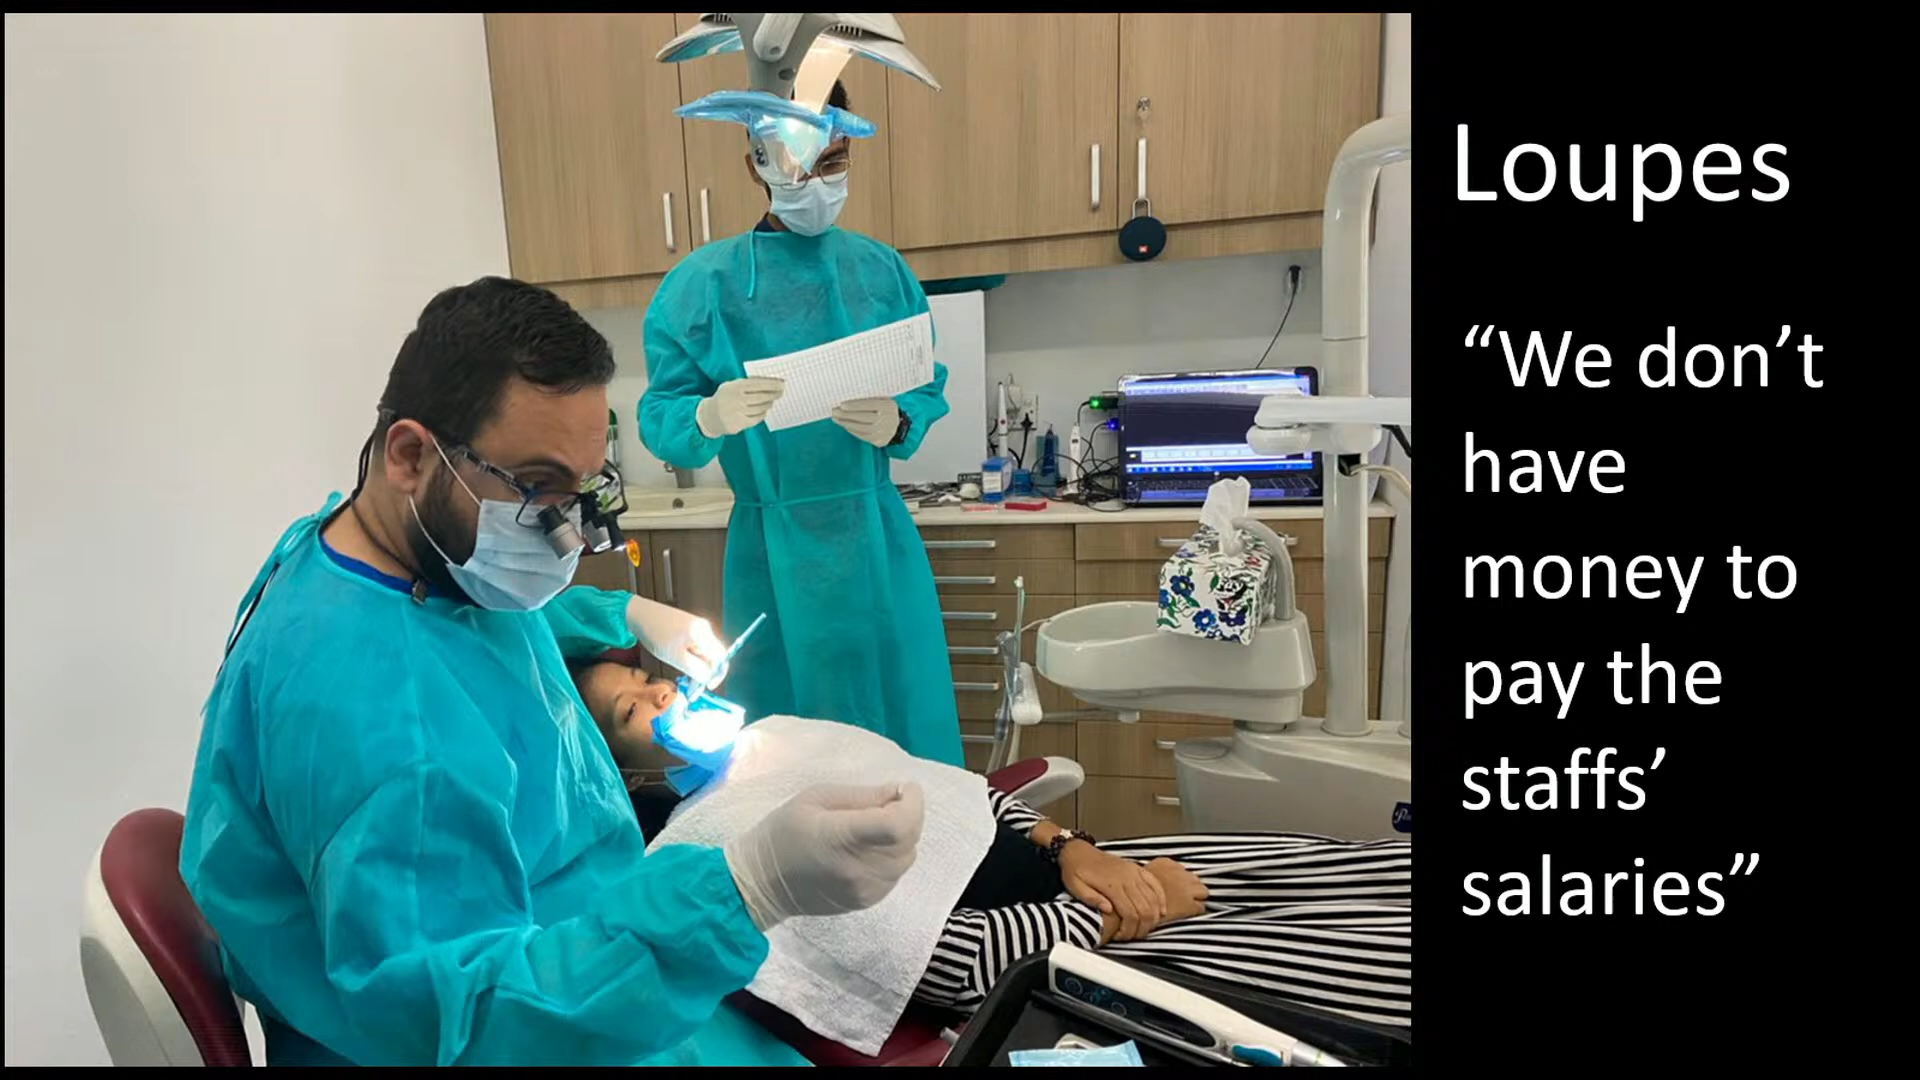 Loupes
“We don’t
have
money to
pay the
staffs’
salaries”